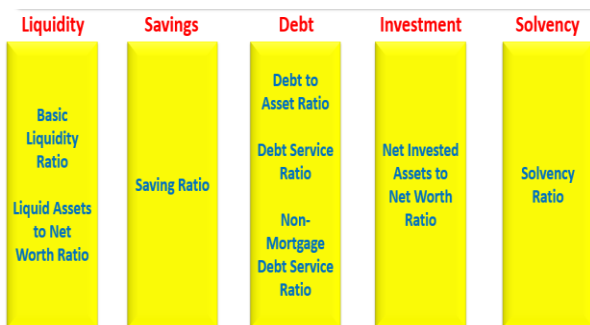 Liquidity
Savings
Debt
Investment
Solvency
Basic
Liquidity
Ratio
Liquid Assets
to Net
Worth Ratio
Saving Ratio
Debt to
Asset Ratio
Debt Service
Ratio
Non-
Mortgage
Debt Service
Ratio
Net Invested
Assets to
Net Worth
Ratio
Solvency
Ratio